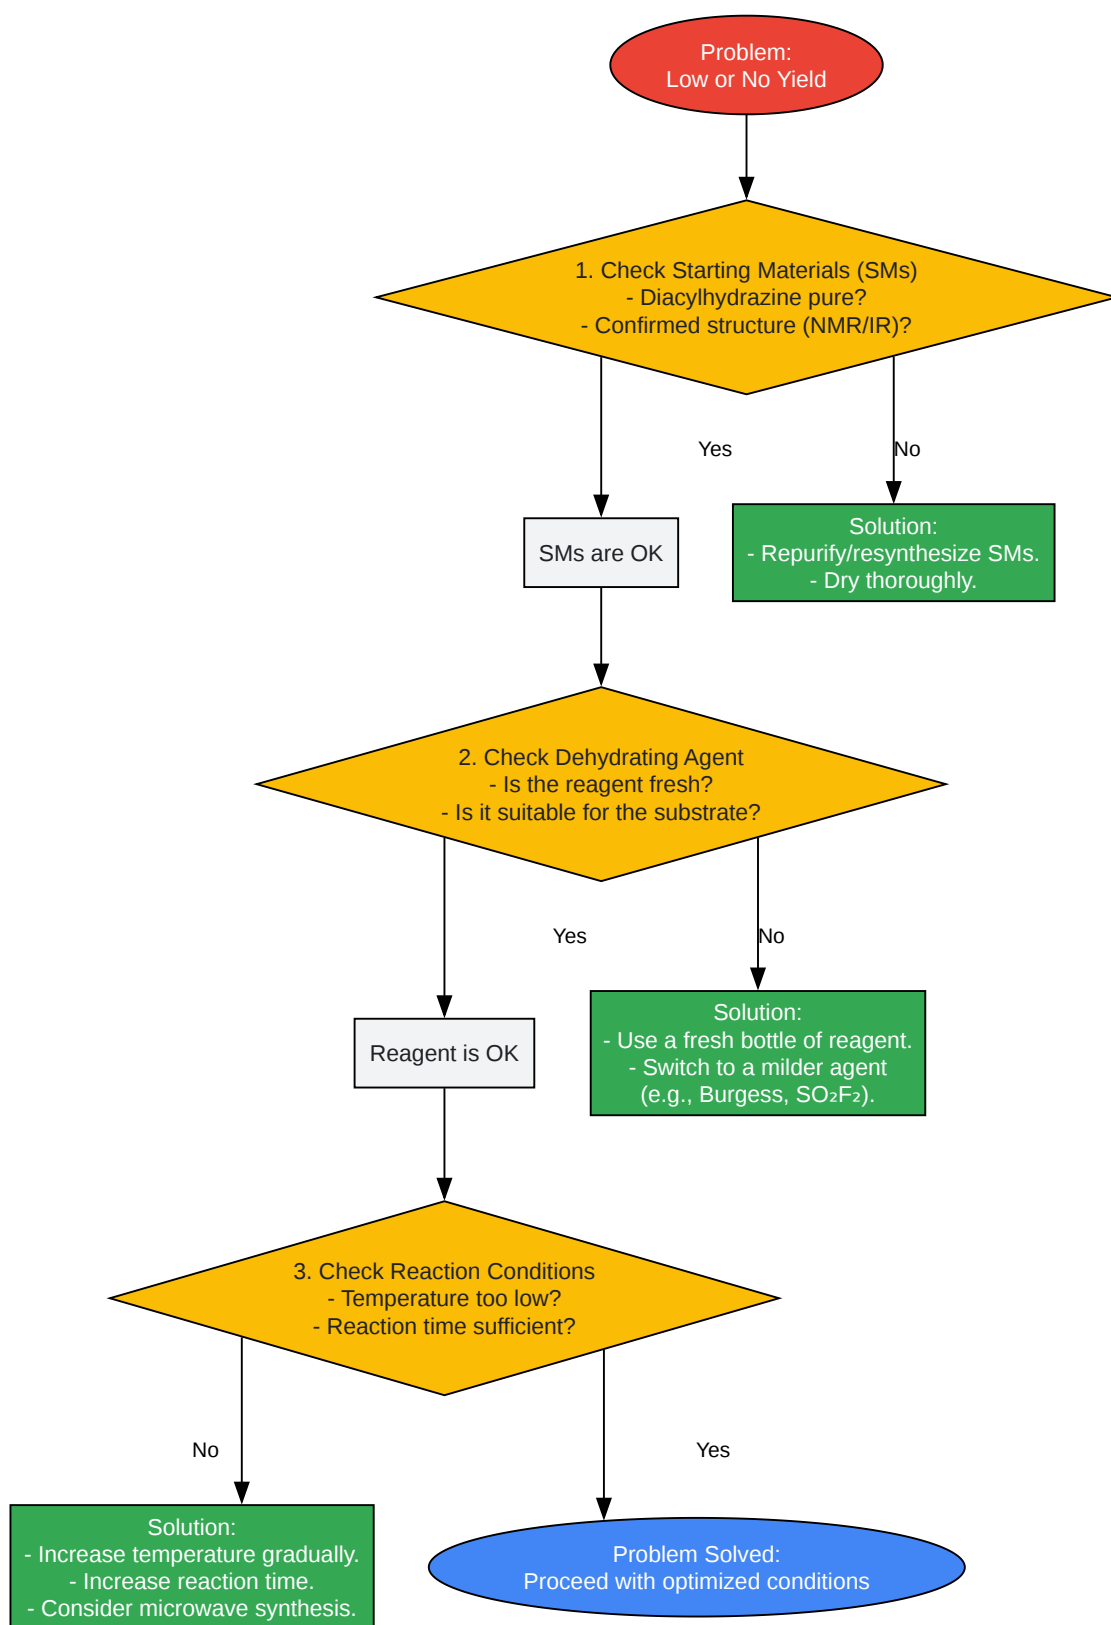 Problem:
Low or No Yield
1. Check Starting Materials (SMs)
- Diacylhydrazine pure?
- Confirmed structure (NMR/IR)?
Yes
No
SMs are OK
Solution:
- Repurify/resynthesize SMs.
- Dry thoroughly.
2. Check Dehydrating Agent
- Is the reagent fresh?
- Is it suitable for the substrate?
Yes
No
Reagent is OK
Solution:
- Use a fresh bottle of reagent.
- Switch to a milder agent
(e.g., Burgess, SO₂F₂).
3. Check Reaction Conditions
- Temperature too low?
- Reaction time sufficient?
No
Yes
Solution:
- Increase temperature gradually.
- Increase reaction time.
- Consider microwave synthesis.
Problem Solved:
Proceed with optimized conditions